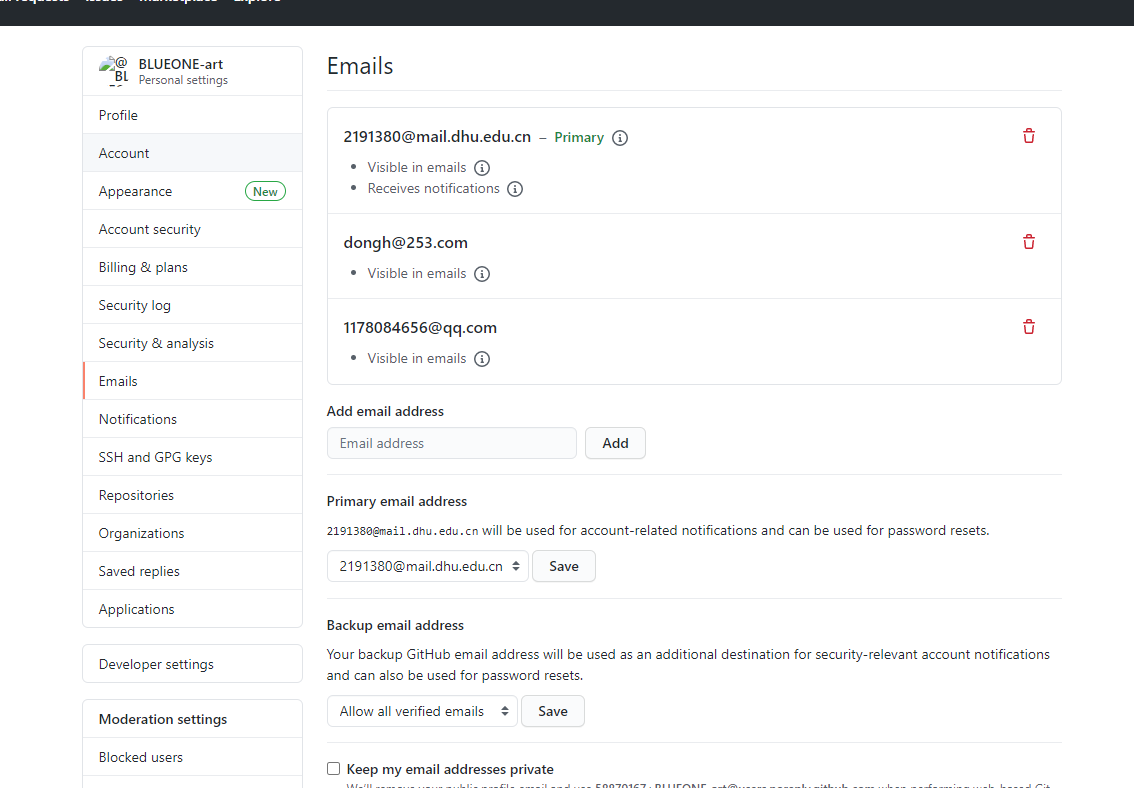 Marketplace
Explore
BLUEONE-art
Personal settings
Profile
Account
Appearance New
Account security
Billing & plans
Security log
Security & analysis
Emails
Notifications
SSH and GPG keys
Repositories
Organizations
Saved replies
Applications
Developer settings
Moderation settings
Blocked users
Emails
2191380@mail.dhu.edu.cn – Primary
• Visible in emails
• Receives notifications
dongh@253.com
• Visible in emails
1178084656@qq.com
• Visible in emails
Add email address
Email address Add
Primary email address
2191380@mail.dhu.edu.cn will be used for account-related notifications and can be used for password resets.
2191380@mail.dhu.edu.cn Save
Backup email address
Your backup GitHub email address will be used as an additional destination for security-relevant account notifications
and can also be used for password resets.
Allow all verified emails Save
Keep my email addresses private